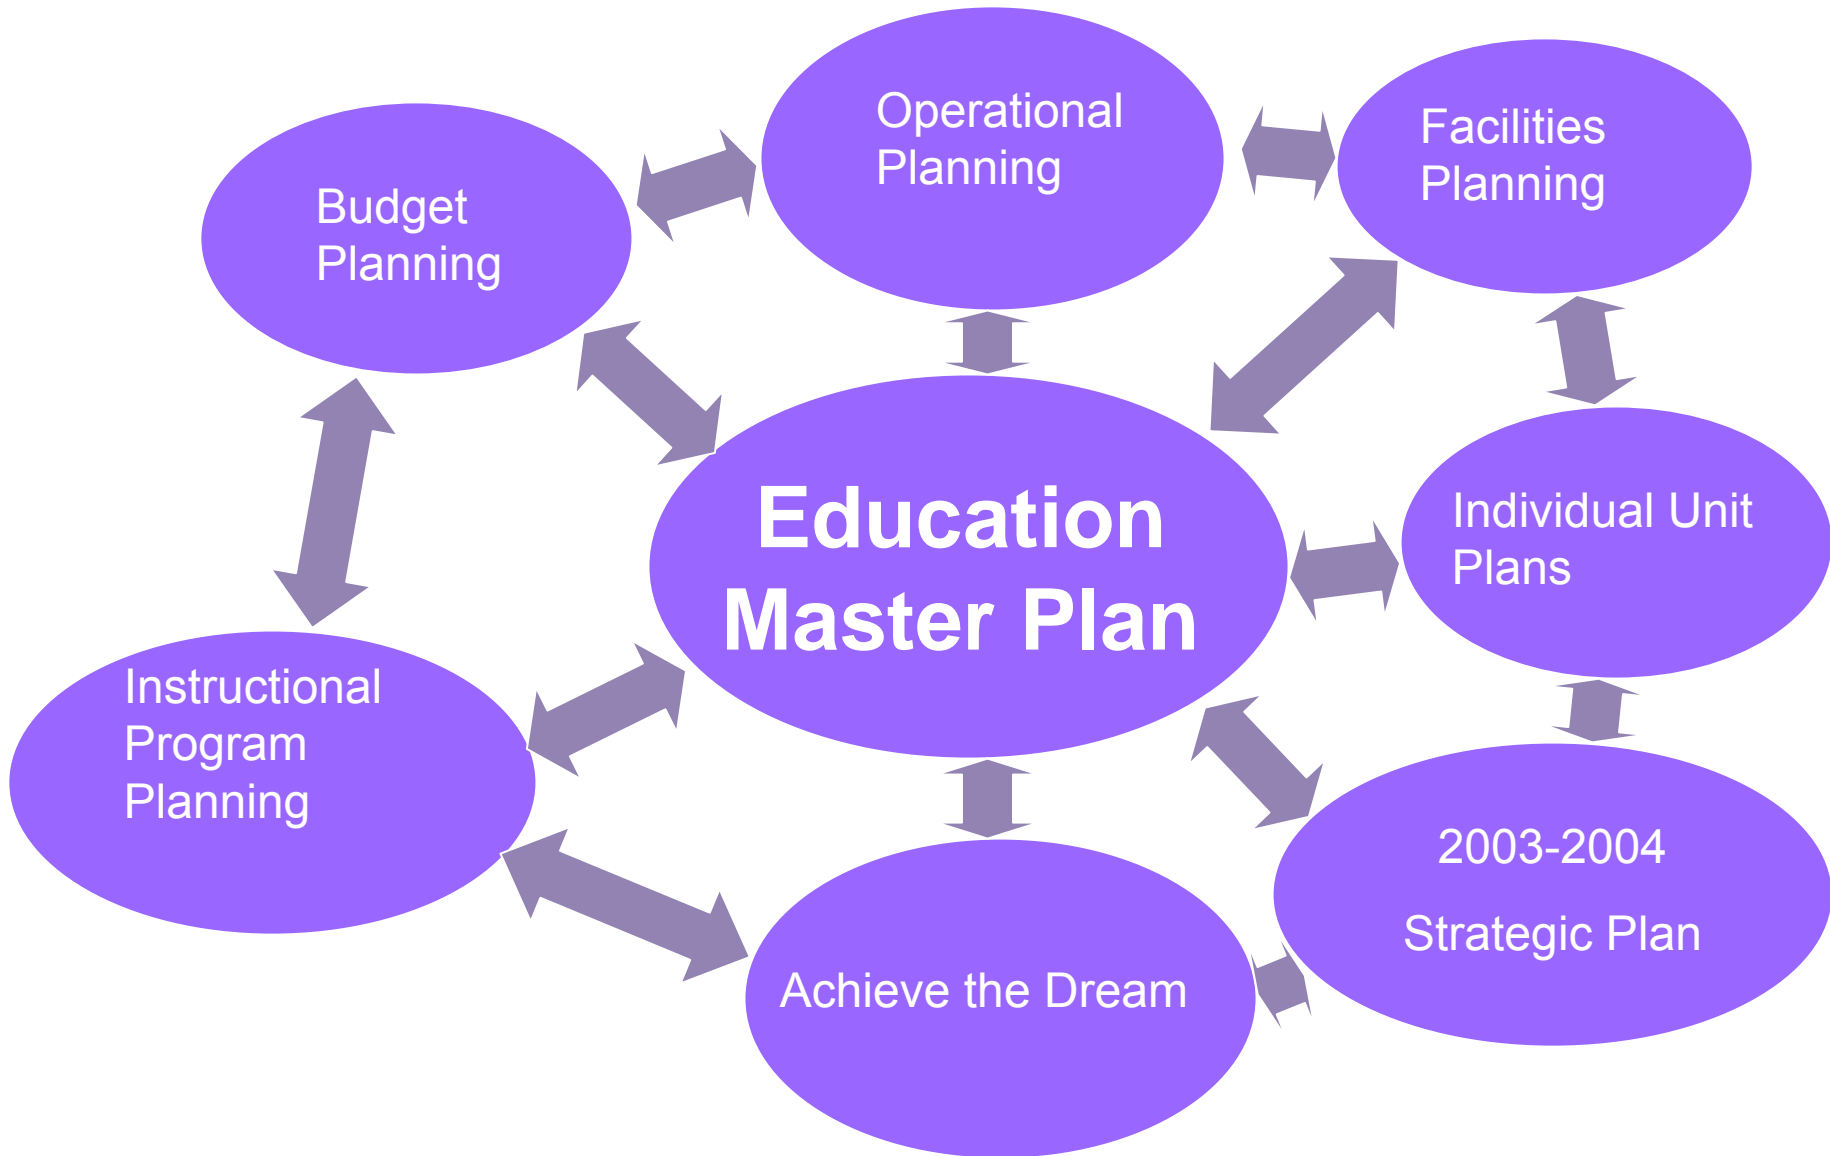 Operational
Planning
Facilities
Planning
Budget
Planning
Education
Master Plan
Individual Unit
Plans
Instructional
Program
Planning
2003-2004
Strategic Plan
Achieve the Dream